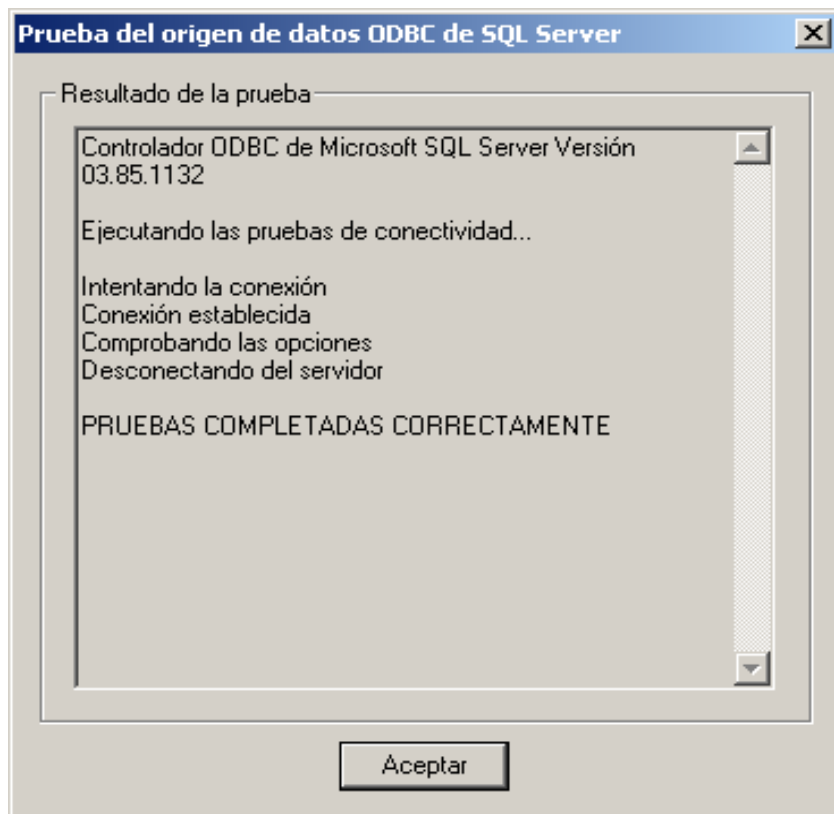 Prueba del origen de datos ODBC de SQL Server
Resultado de la prueba
Controlador ODBC de Microsoft SQL Server Versión
03.85.1132
Ejecutando las pruebas de conectividad...
Intentando la conexión
Conexión establecida
Comprobando las opciones
Desconectando del servidor
PRUEBAS COMPLETADAS CORRECTAMENTE
Aceptar